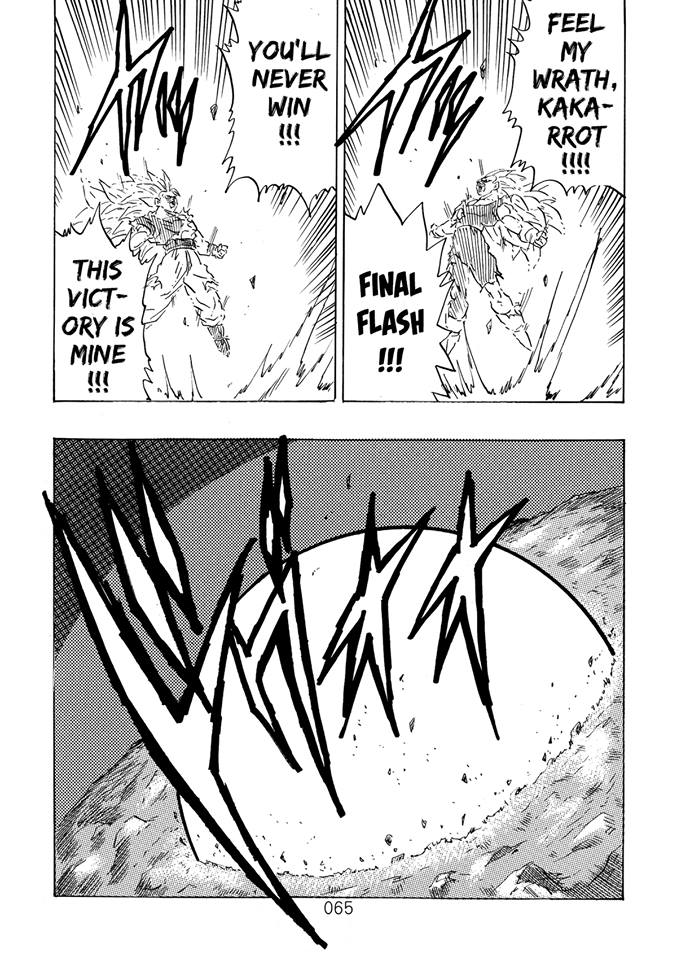 FEEL
MY
WRATH,
KAKA-
RROT
!!!!
FINAL
FLASH
!!!
YOU'LL
NEVER
WIN
!!!
THIS
VICT-
ORY IS
MINE
!!!
065